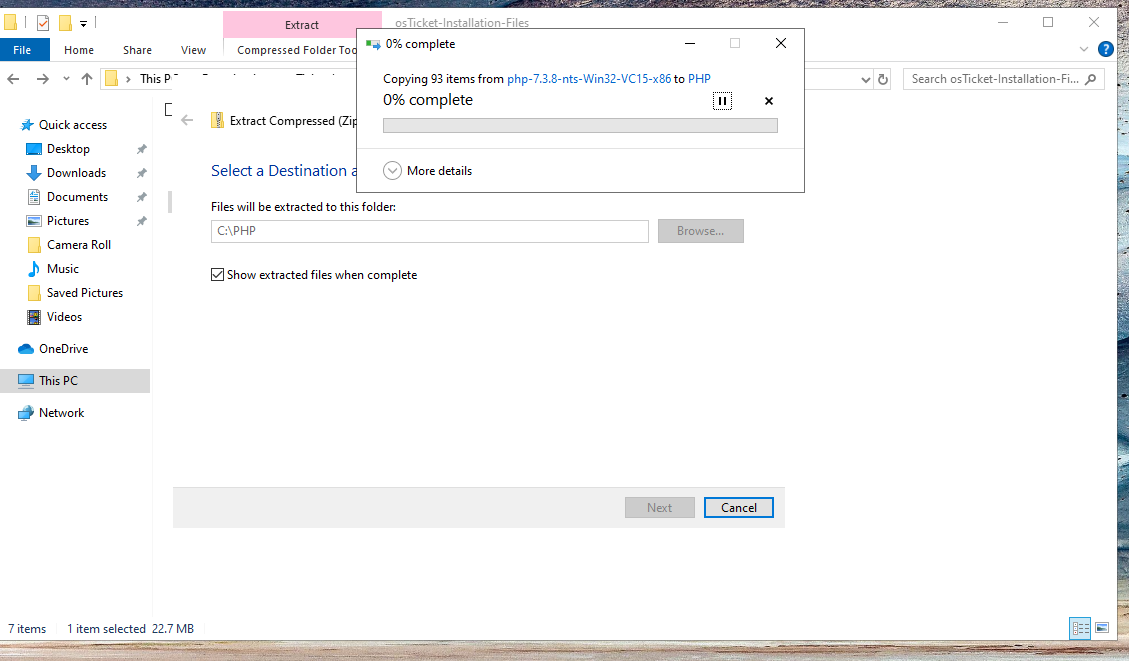 Extract
osTicket-Installation-Files
File
Home
Share
View
Compressed Folder Too
0% complete
Copying 93 items from php-7.3.8-nts-Win32-VC15-x86 to PHP
0% complete
More details
This P
Search osTicket-Installation-Fi...
Quick access
Desktop
Downloads
Documents
Pictures
Camera Roll
Music
Saved Pictures
Videos
OneDrive
This PC
Network
Extract Compressed (Zip
Select a Destination a
Files will be extracted to this folder:
C:\PHP
Browse...
Show extracted files when complete
Next
Cancel
7 items
1 item selected 22.7 MB